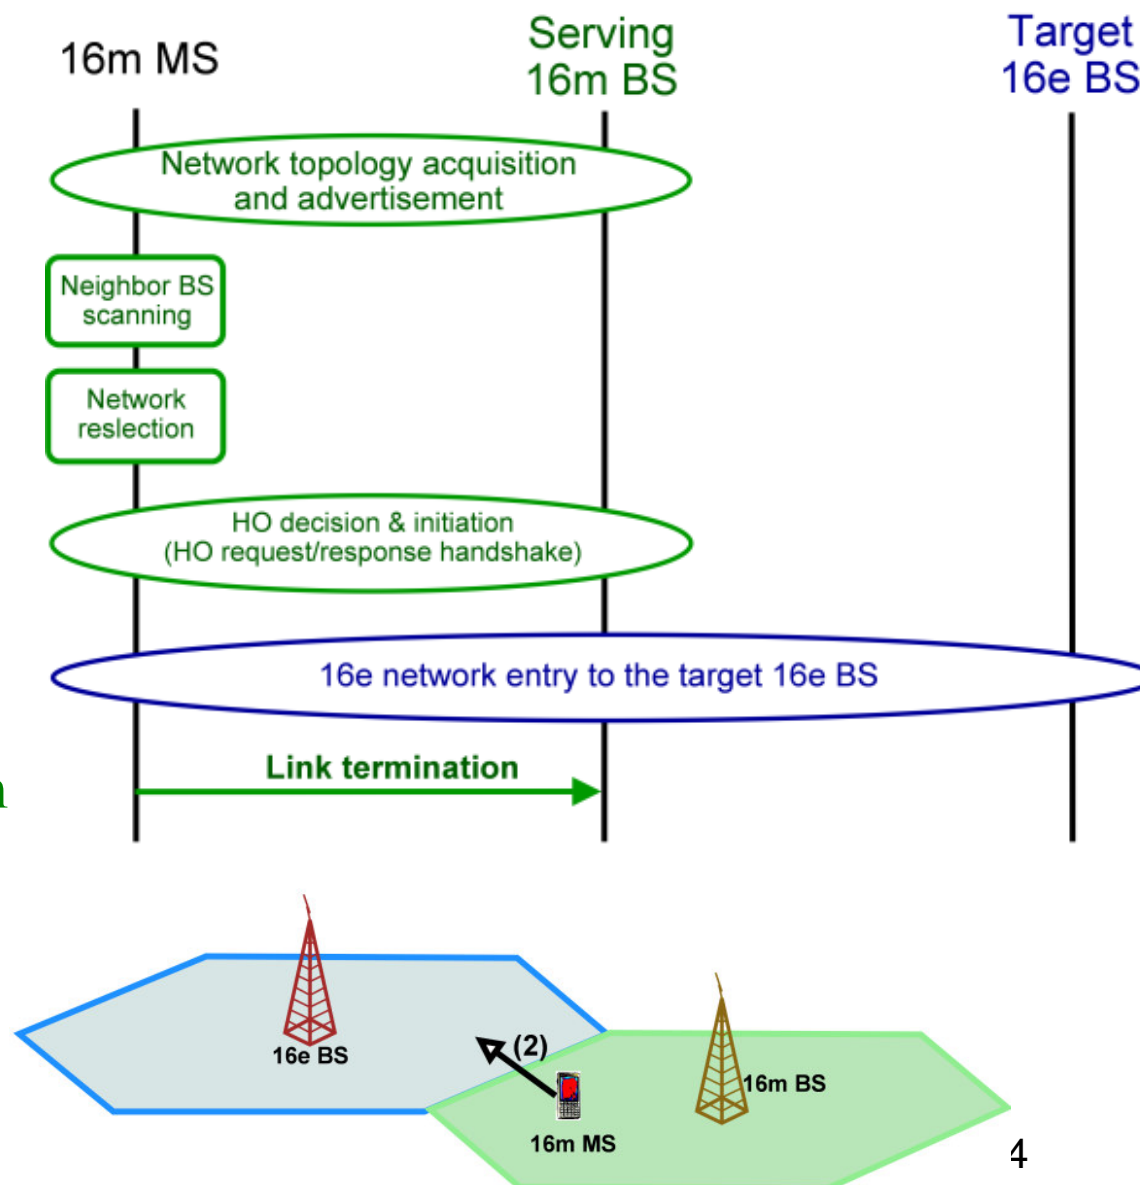 16m MS
Serving
16m BS
Target
16e BS
Network topology acquisition
and advertisement
Neighbor BS
scanning
Network
reslection
HO decision & initiation
(HO request/response handshake)
16e network entry to the target 16e BS
Link termination
(2)
16e BS
16m BS
16m MS
4